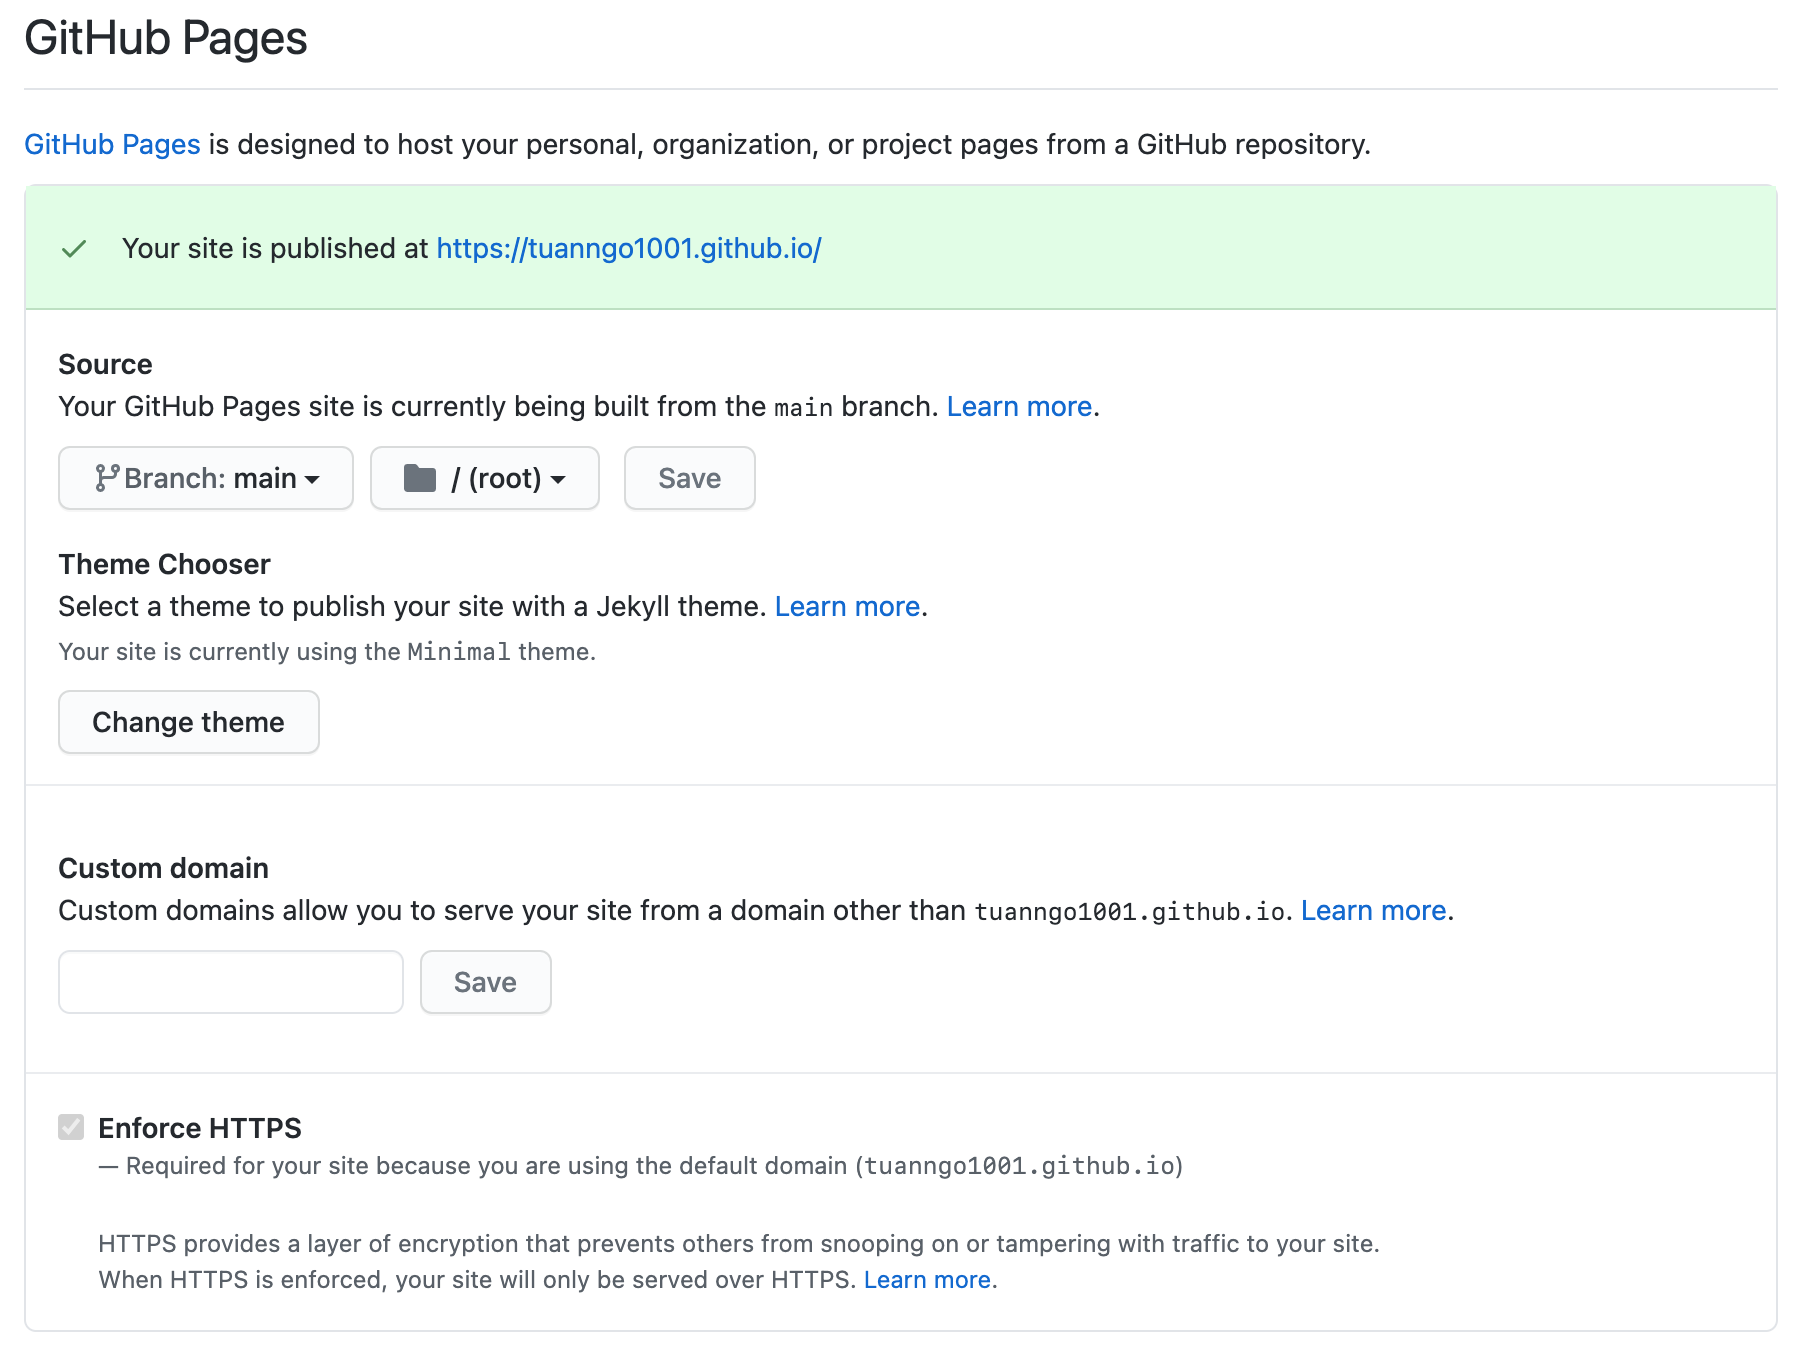 GitHub Pages
GitHub Pages is designed to host your personal, organization, or project pages from a GitHub repository.
Your site is published at https://tuanngo1001.github.io/
Source
Your GitHub Pages site is currently being built from the main branch. Learn more.
Branch: main / (root) Save
Theme Chooser
Select a theme to publish your site with a Jekyll theme. Learn more.
Your site is currently using the Minimal theme.
Change theme
Custom domain
Custom domains allow you to serve your site from a domain other than tuanngo1001.github.io. Learn more.
Save
Enforce HTTPS
— Required for your site because you are using the default domain (tuanngo1001.github.io)
HTTPS provides a layer of encryption that prevents others from snooping on or tampering with traffic to your site.
When HTTPS is enforced, your site will only be served over HTTPS. Learn more.